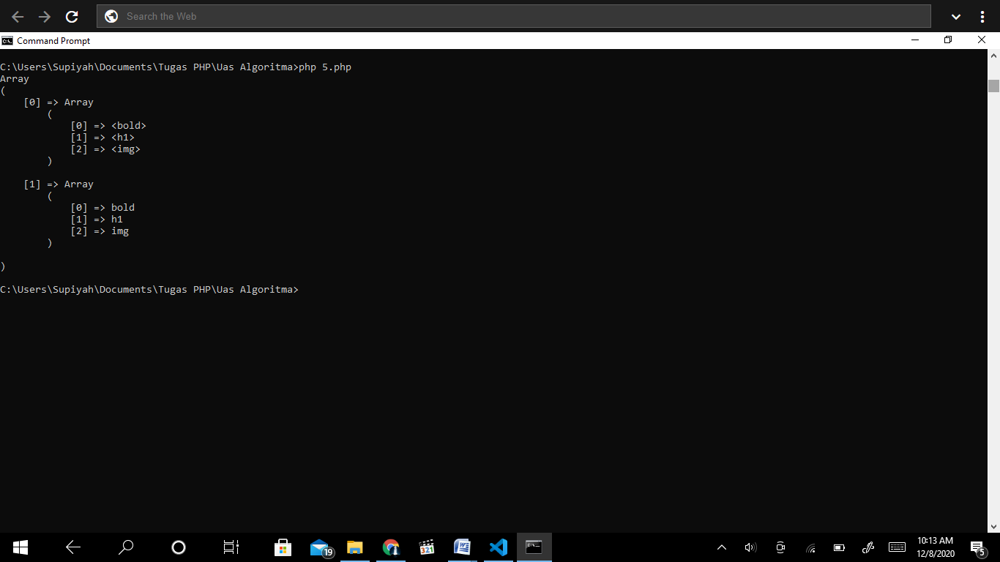 Search the Web
Command Prompt
C:\Users\Supiyah\Documents\Tugas PHP\Uas Algoritma>php 5.php
Array
(
    [0] => Array
        (
            [0] => <bold>
            [1] => <h1>
            [2] => <img>
        )

    [1] => Array
        (
            [0] => bold
            [1] => h1
            [2] => img
        )

)

C:\Users\Supiyah\Documents\Tugas PHP\Uas Algoritma>
19
321
10:13 AM
12/8/2020
5